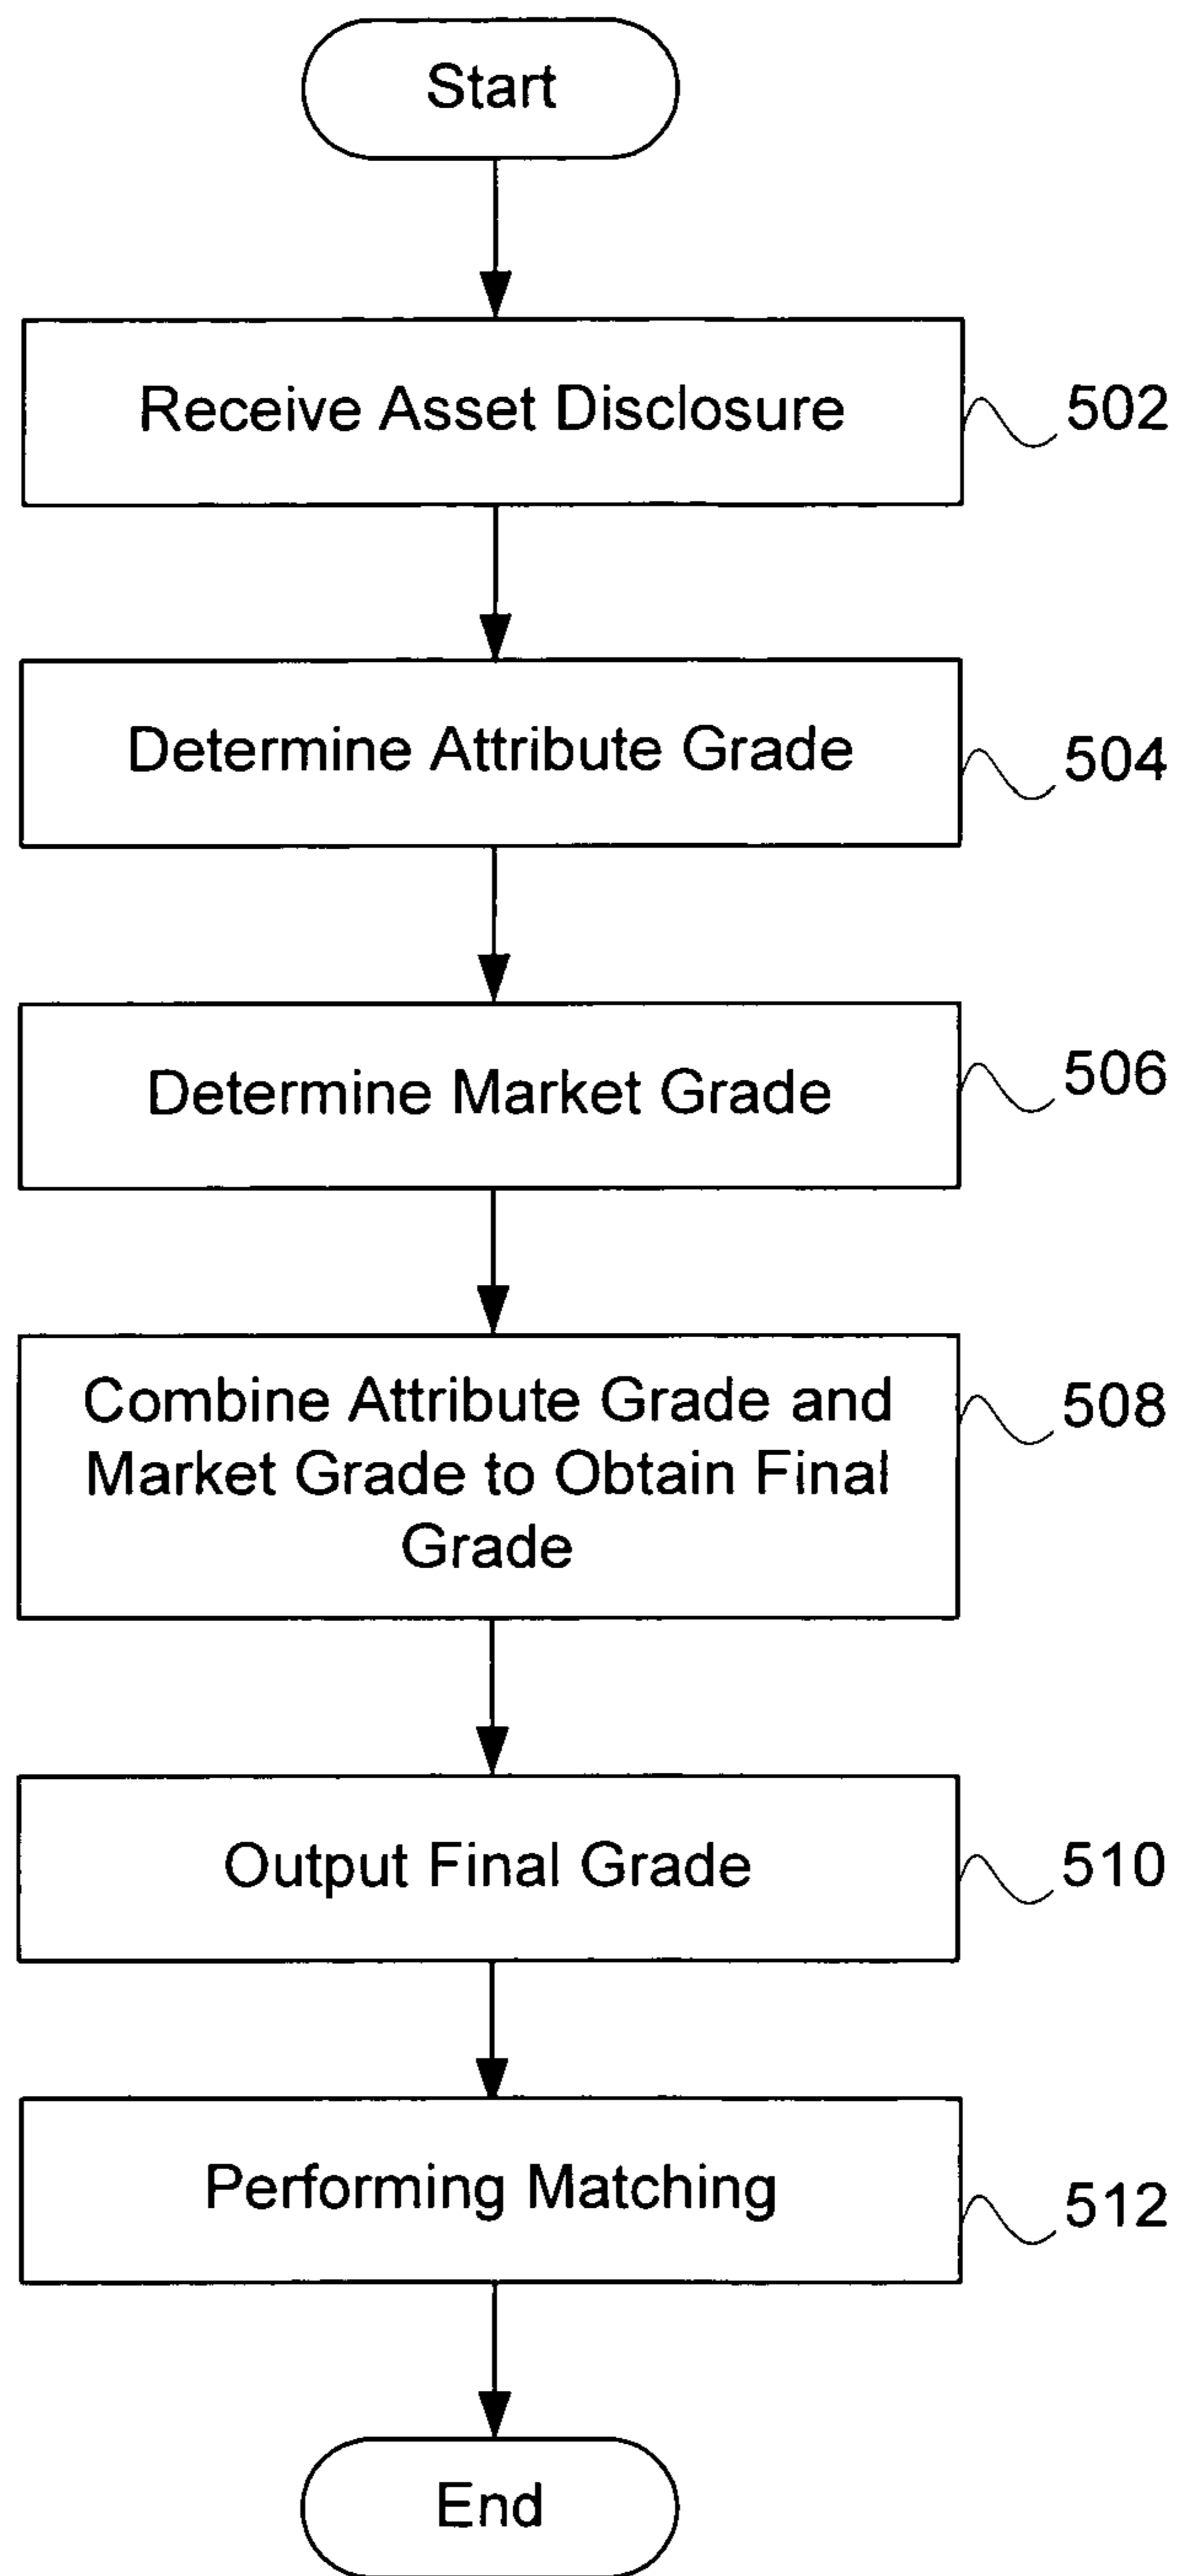 Start
Receive Asset Disclosure
502
Determine Attribute Grade
504
Determine Market Grade
506
Combine Attribute Grade and
Market Grade to Obtain Final
Grade
508
Output Final Grade
510
Performing Matching
512
End